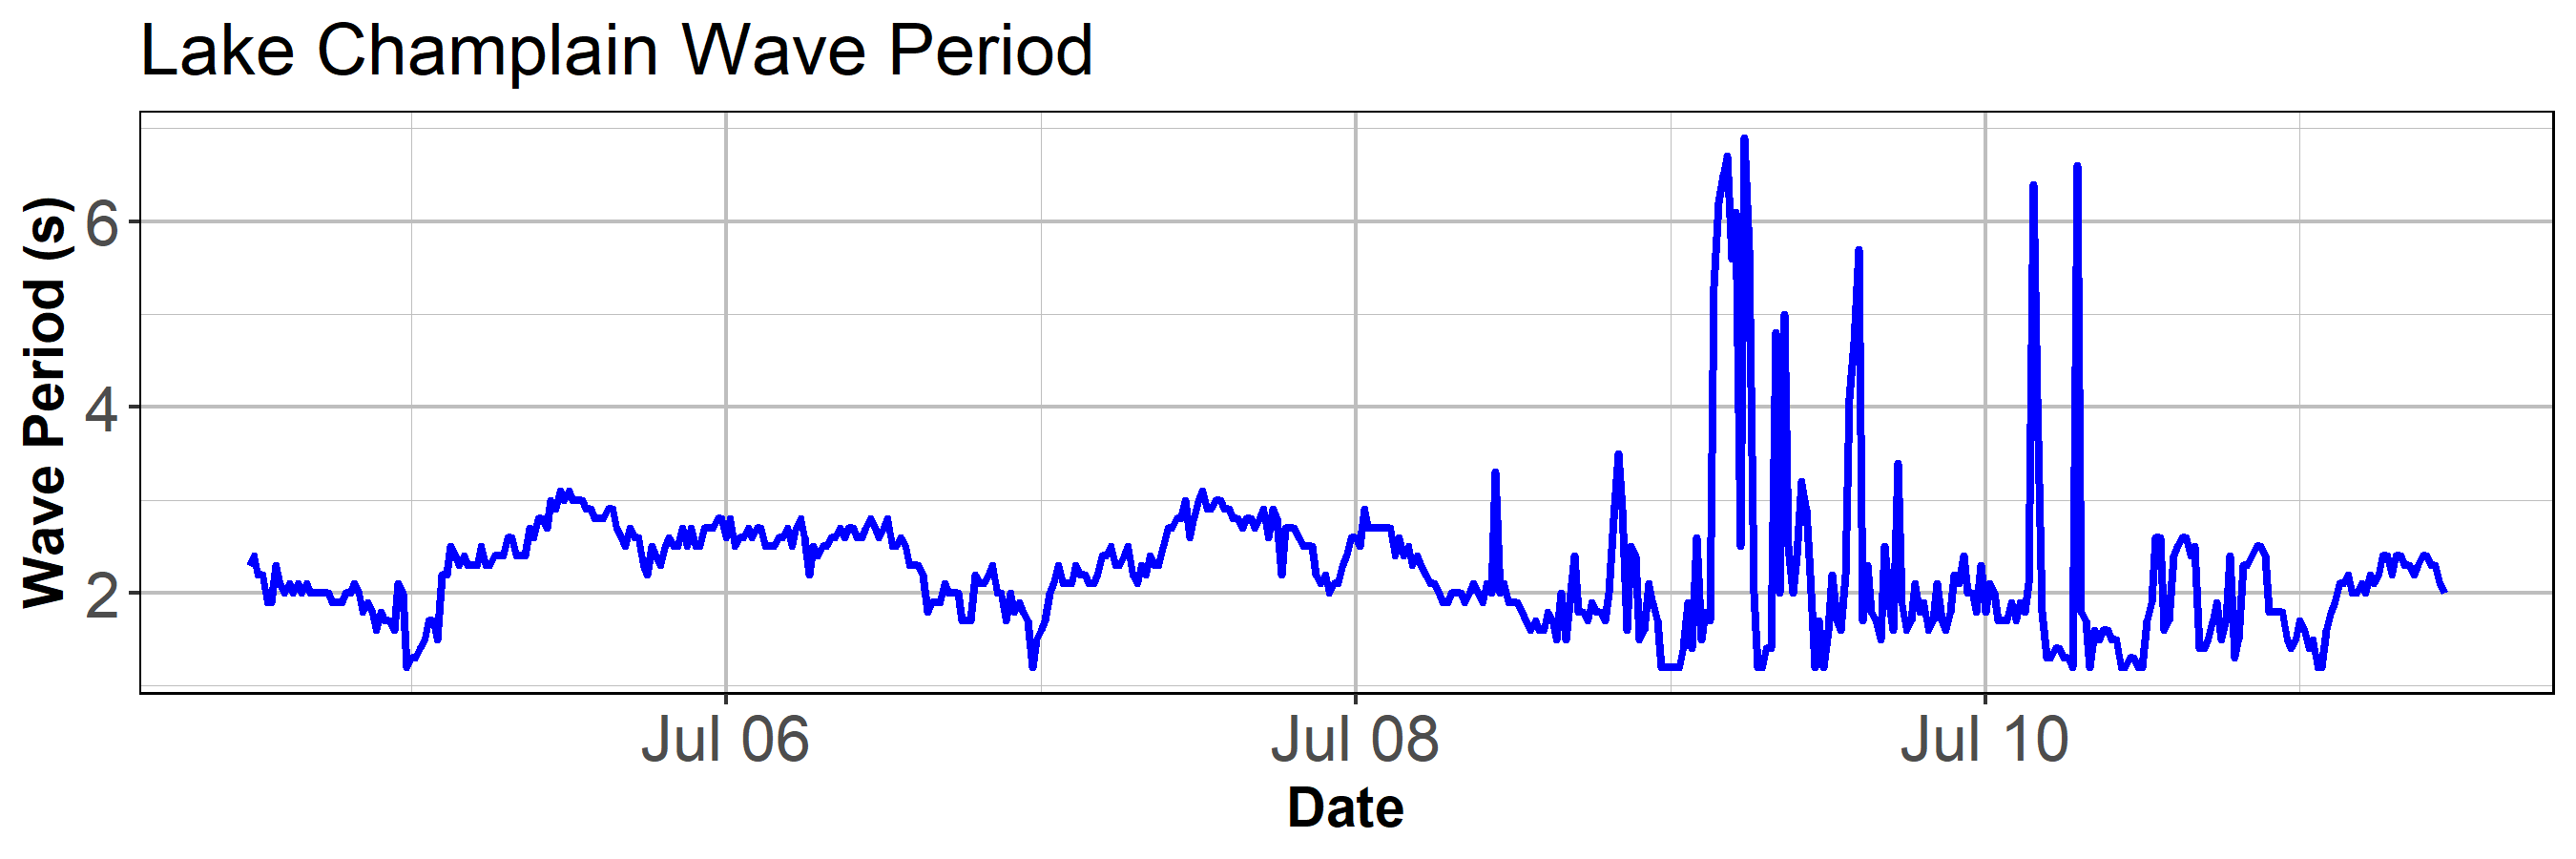 Lake Champlain Wave Period
Wave Period (s)
6
4
2
Jul 06 Jul 08 Jul 10
Date